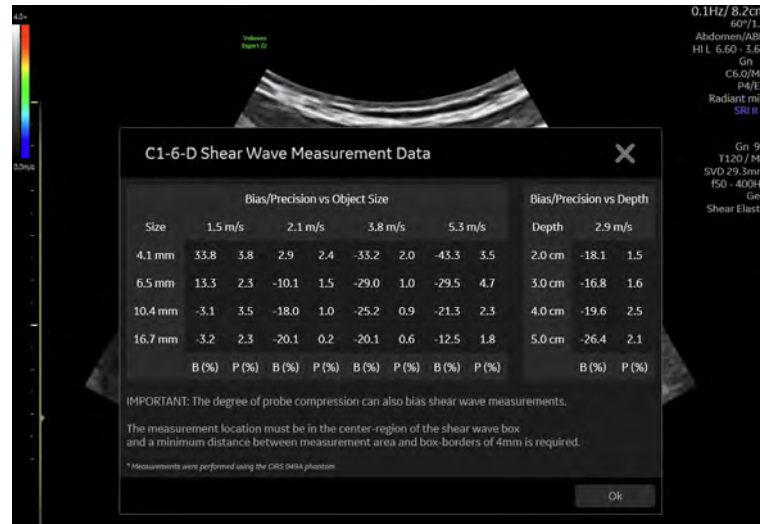 4.0+
0.1Hz/ 8.2cm
60°/1.
Abdomen/AB
HI L 6.60 - 3.6
Gn
C6.0/M
P4/E
Radiant mi
SRI II
Gn 9
T120 / M
SVD 29.3mm
f50 - 400H
Ge
Shear Elast
0.0m/s
C1-6-D Shear Wave Measurement Data
Bias/Precision vs Object Size Bias/Precision vs Depth
Size 1.5 m/s 2.1 m/s 3.8 m/s 5.3 m/s Depth 2.9 m/s
4.1 mm 33.8 3.8 2.9 2.4 -33.2 2.0 -43.3 3.5 2.0 cm -18.1 1.5
6.5 mm 13.3 2.3 -10.1 1.5 -29.0 1.0 -29.5 4.7 3.0 cm -16.8 1.6
10.4 mm -3.1 3.5 -18.0 1.0 -25.2 0.9 -21.3 2.3 4.0 cm -19.6 2.5
16.7 mm -3.2 2.3 -20.1 0.2 -20.1 0.6 -12.5 1.8 5.0 cm -26.4 2.1
B (%) P (%) B (%) P (%) B (%) P (%) B (%) P (%) B (%) P (%)
IMPORTANT: The degree of probe compression can also bias shear wave measurements.
The measurement location must be in the center-region of the shear wave box
and a minimum distance between measurement area and box-borders of 4mm is required.
* Measurements were performed using the CIRS 049A phantom
Ok